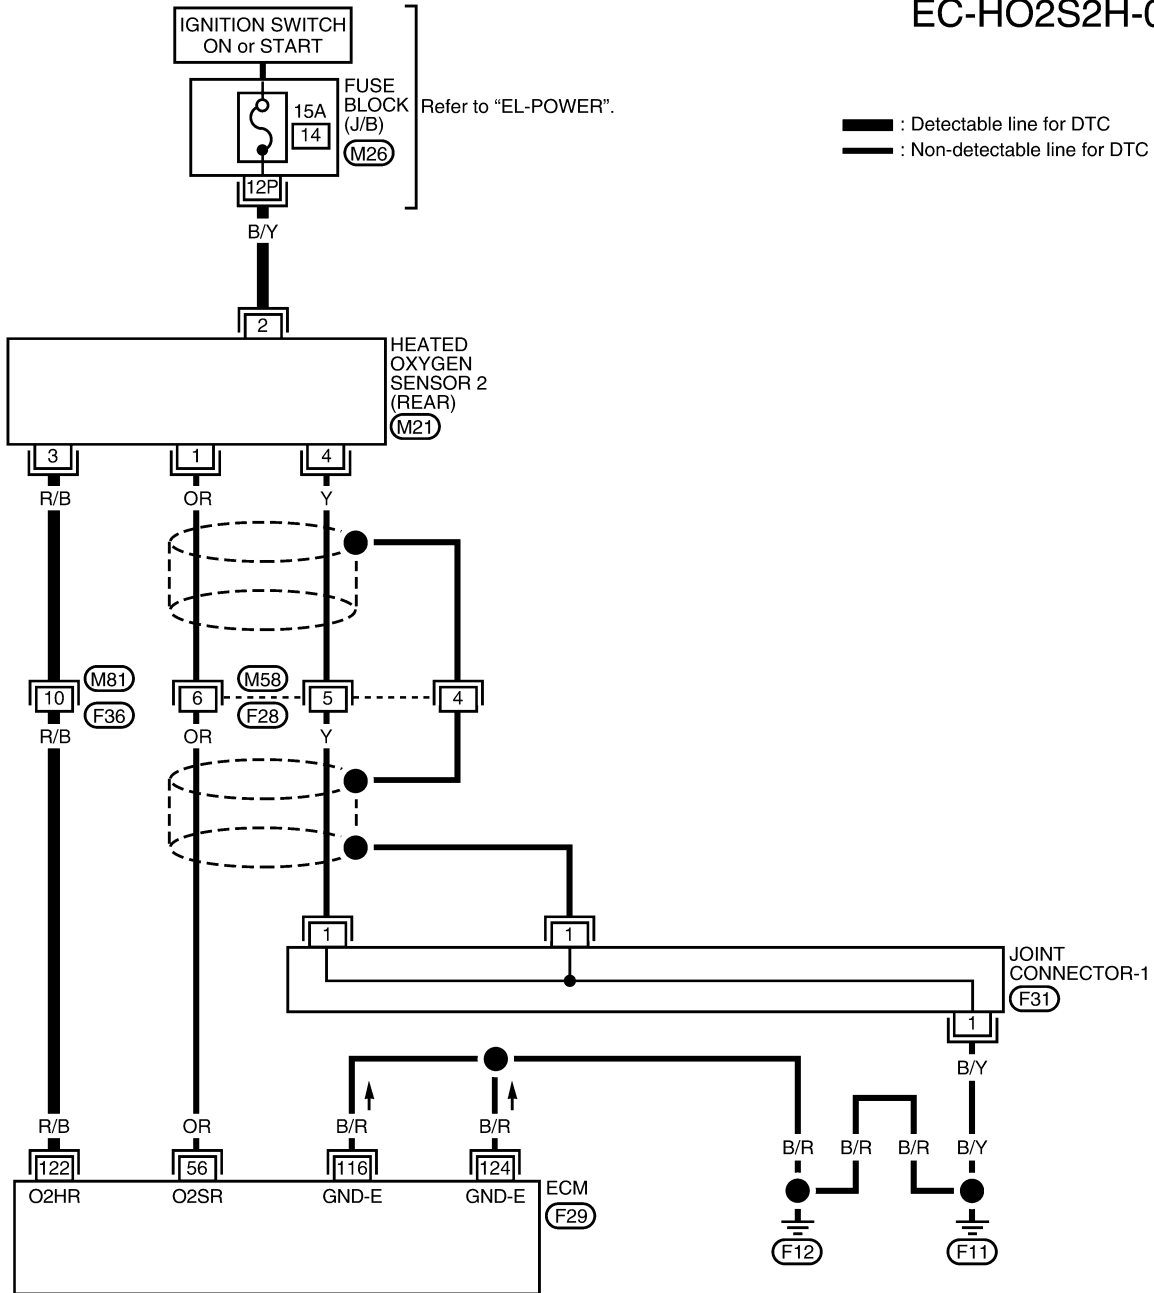 EC-HO2S2H-0
IGNITION SWITCH
ON or START
FUSE
BLOCK
(J/B)
M26
15A
14
Refer to “EL-POWER”.
: Detectable line for DTC
: Non-detectable line for DTC
12P
B/Y
2
HEATED
OXYGEN
SENSOR 2
(REAR)
M21
3 1 4
R/B OR Y
M81 M58
10 6 5 4
F36 F28
R/B OR Y
1 1
JOINT
CONNECTOR-1
F31
1
B/Y
R/B OR B/R B/R
B/R B/R B/R B/Y
122 56 116 124
O2HR O2SR GND-E GND-E
ECM
F29
F12 F11